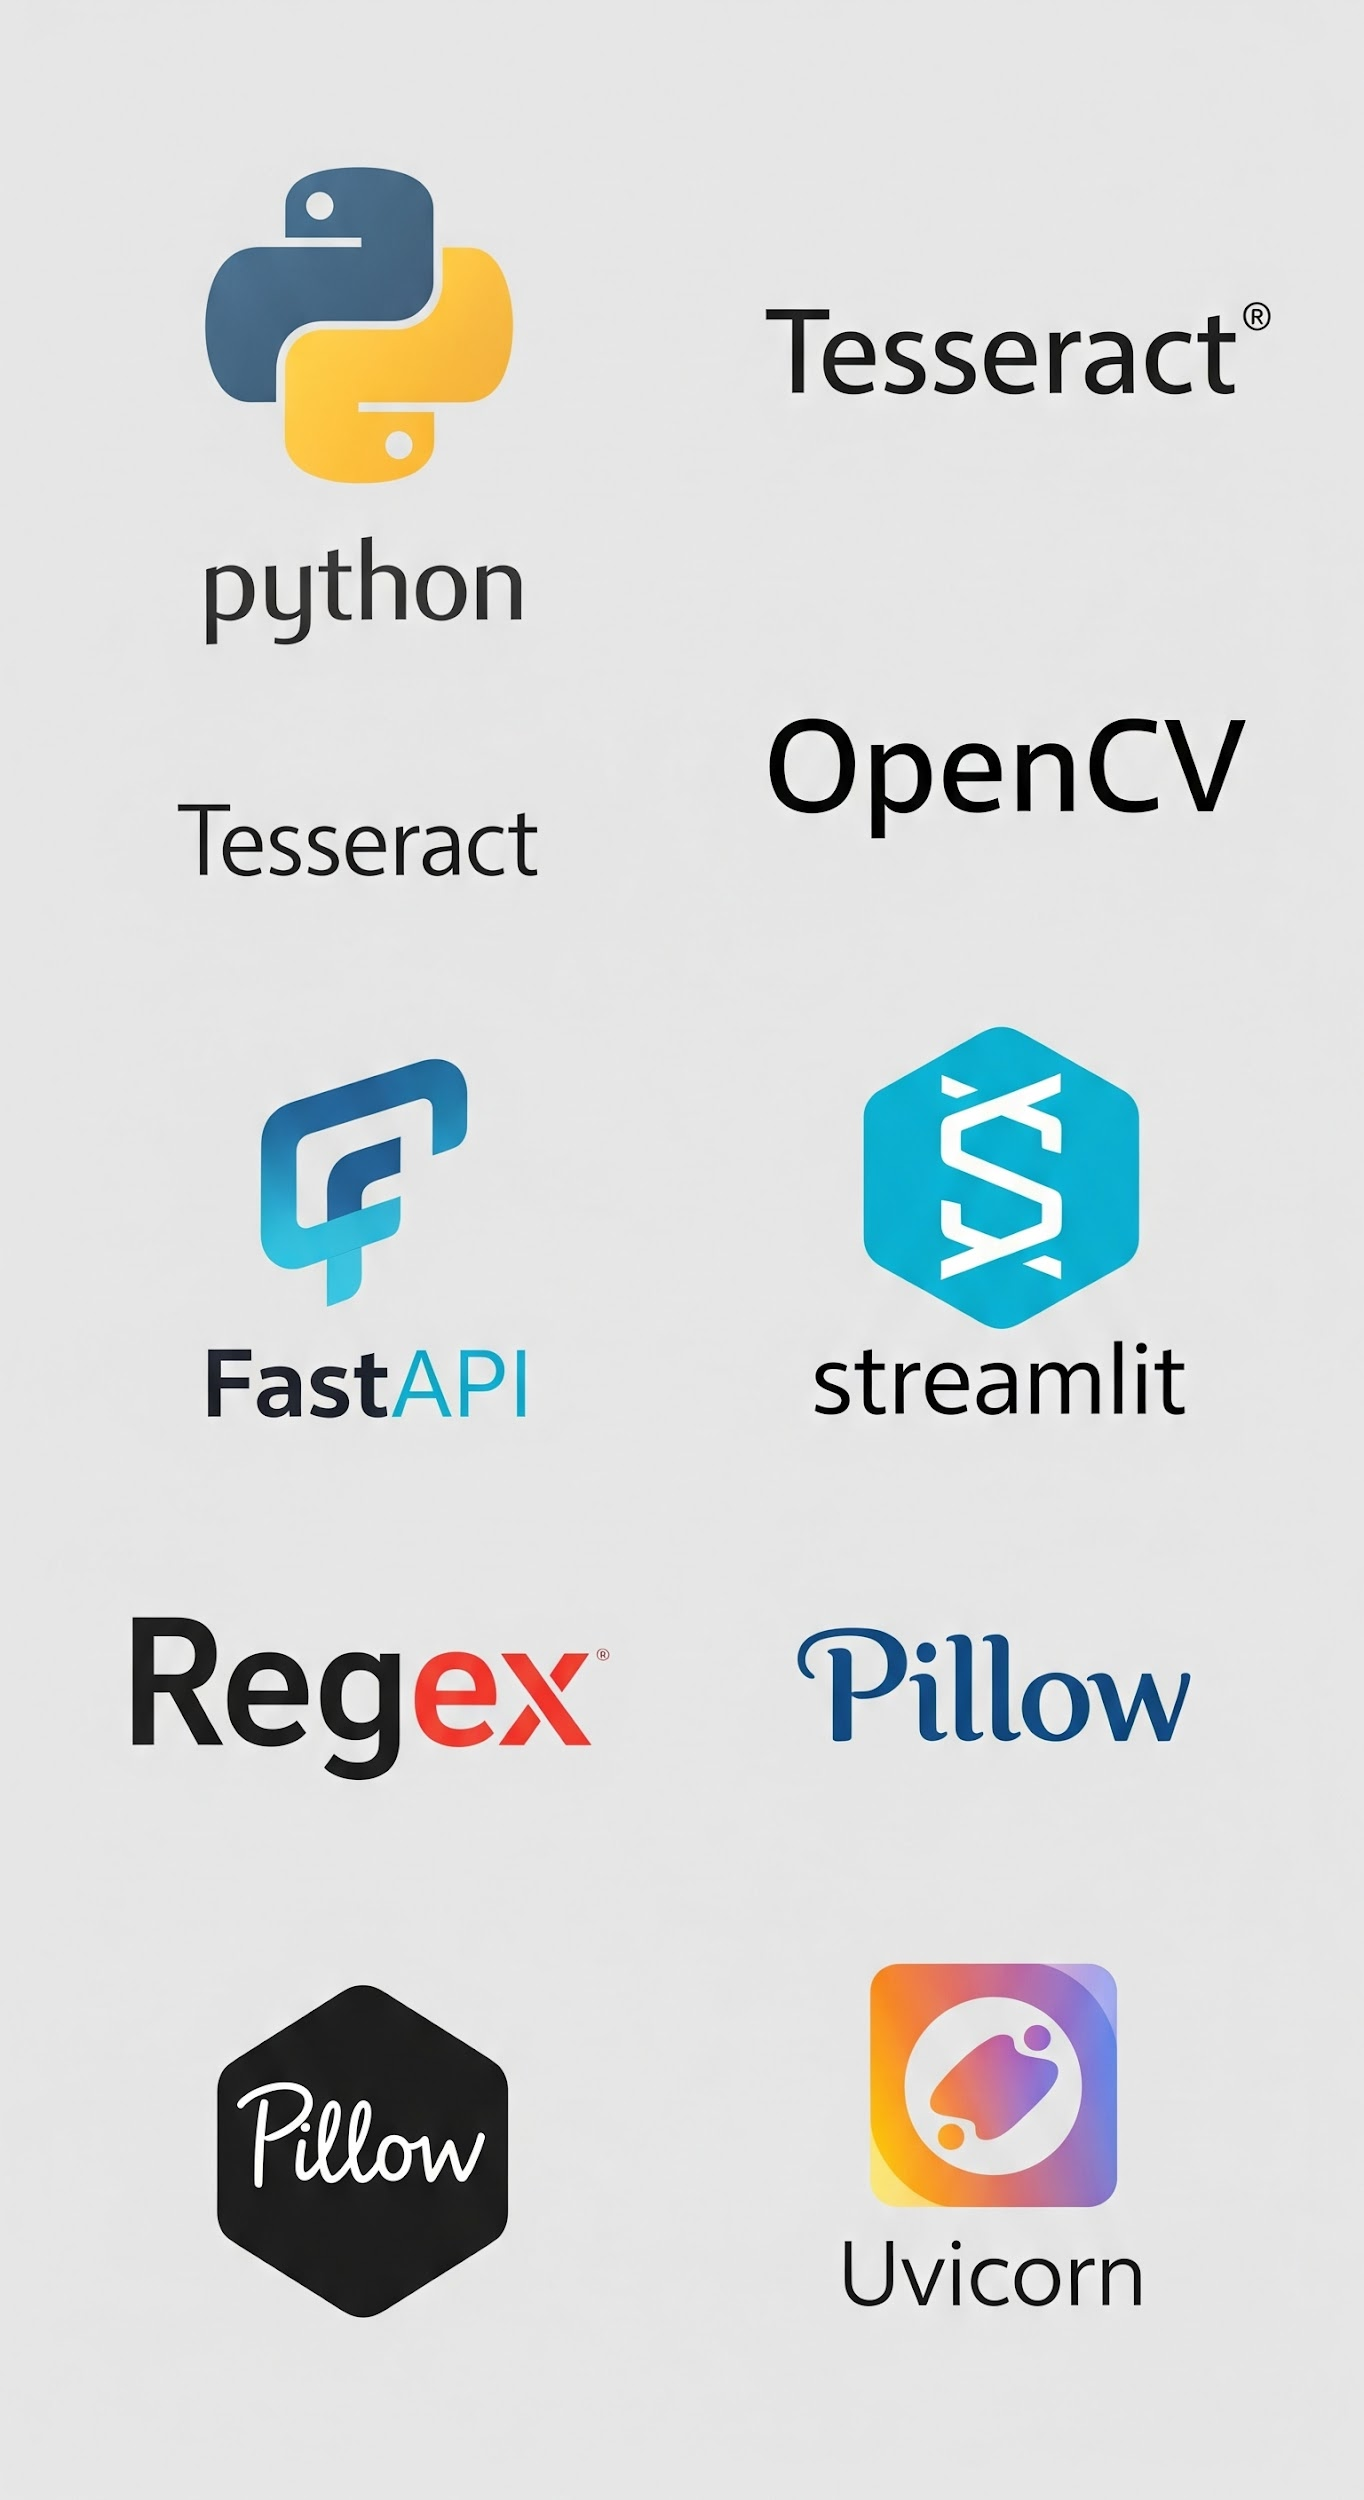 python
Tesseract®
Tesseract
OpenCV
FastAPI
streamlit
Regex®
Pillow
Pillow
Uvicorn